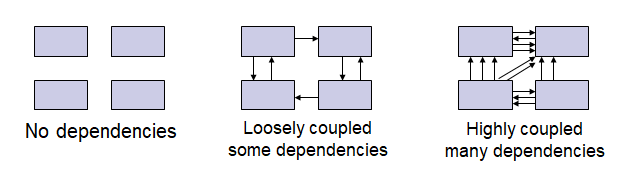 No dependencies
Loosely coupled
some dependencies
Highly coupled
many dependencies